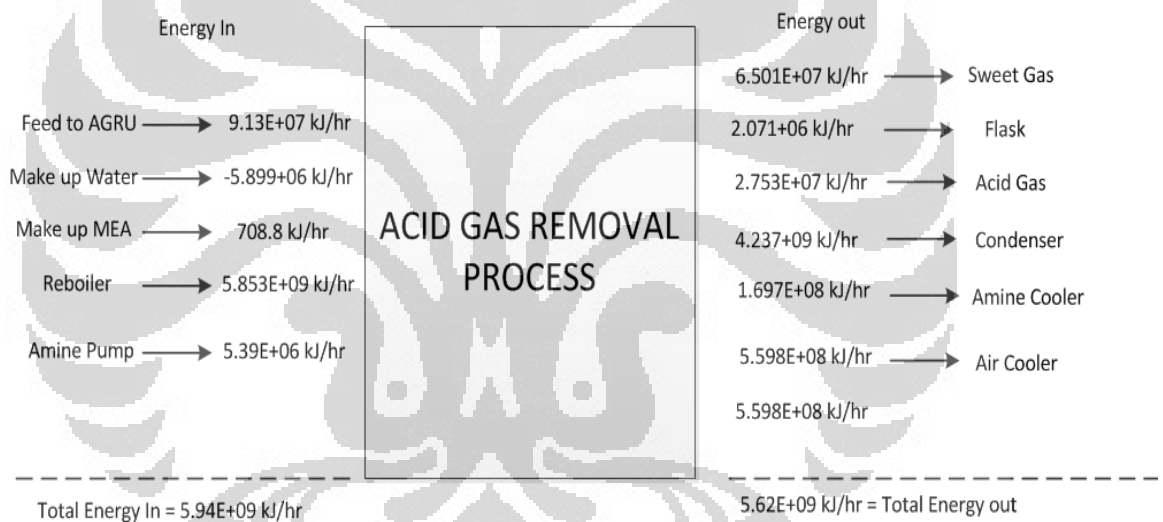 Energy In
Energy out
6.501E+07 kJ/hr
Sweet Gas
Feed to AGRU
9.13E+07 kJ/hr
2.071+06 kJ/hr
Flask
Make up Water
-5.899+06 kJ/hr
2.753E+07 kJ/hr
Acid Gas
Make up MEA
708.8 kJ/hr
ACID GAS REMOVAL
PROCESS
4.237+09 kJ/hr
Condenser
Reboiler
5.853E+09 kJ/hr
1.697E+08 kJ/hr
Amine Cooler
Amine Pump
5.39E+06 kJ/hr
5.598E+08 kJ/hr
Air Cooler
5.598E+08 kJ/hr
Total Energy In = 5.94E+09 kJ/hr
5.62E+09 kJ/hr = Total Energy out